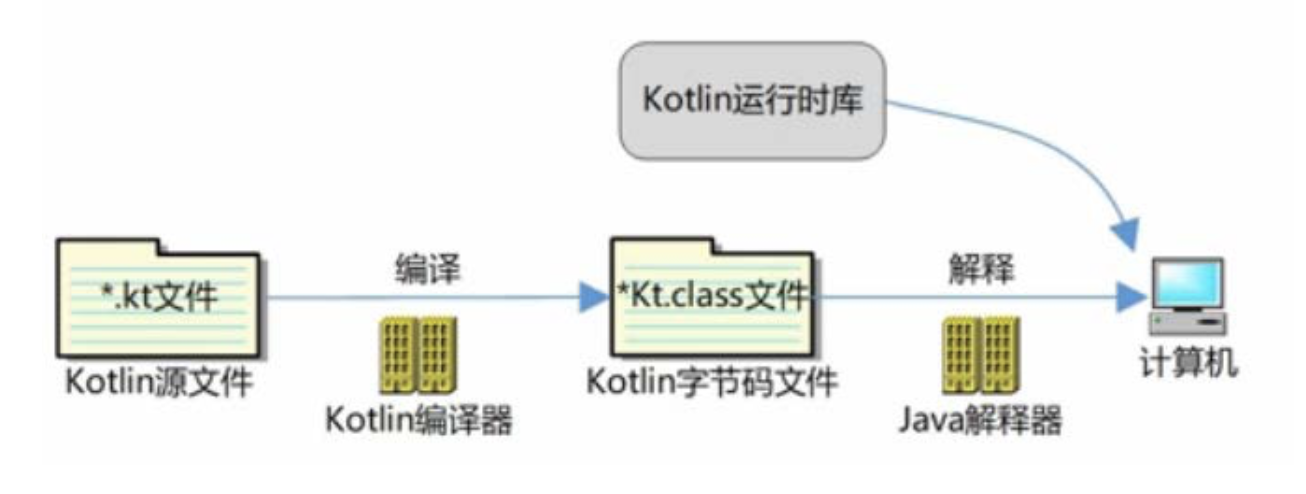 Kotlin运行时库
编译
解释
*.kt文件
*Kt.class文件
Kotlin源文件
Kotlin字节码文件
计算机
Kotlin编译器
Java解释器